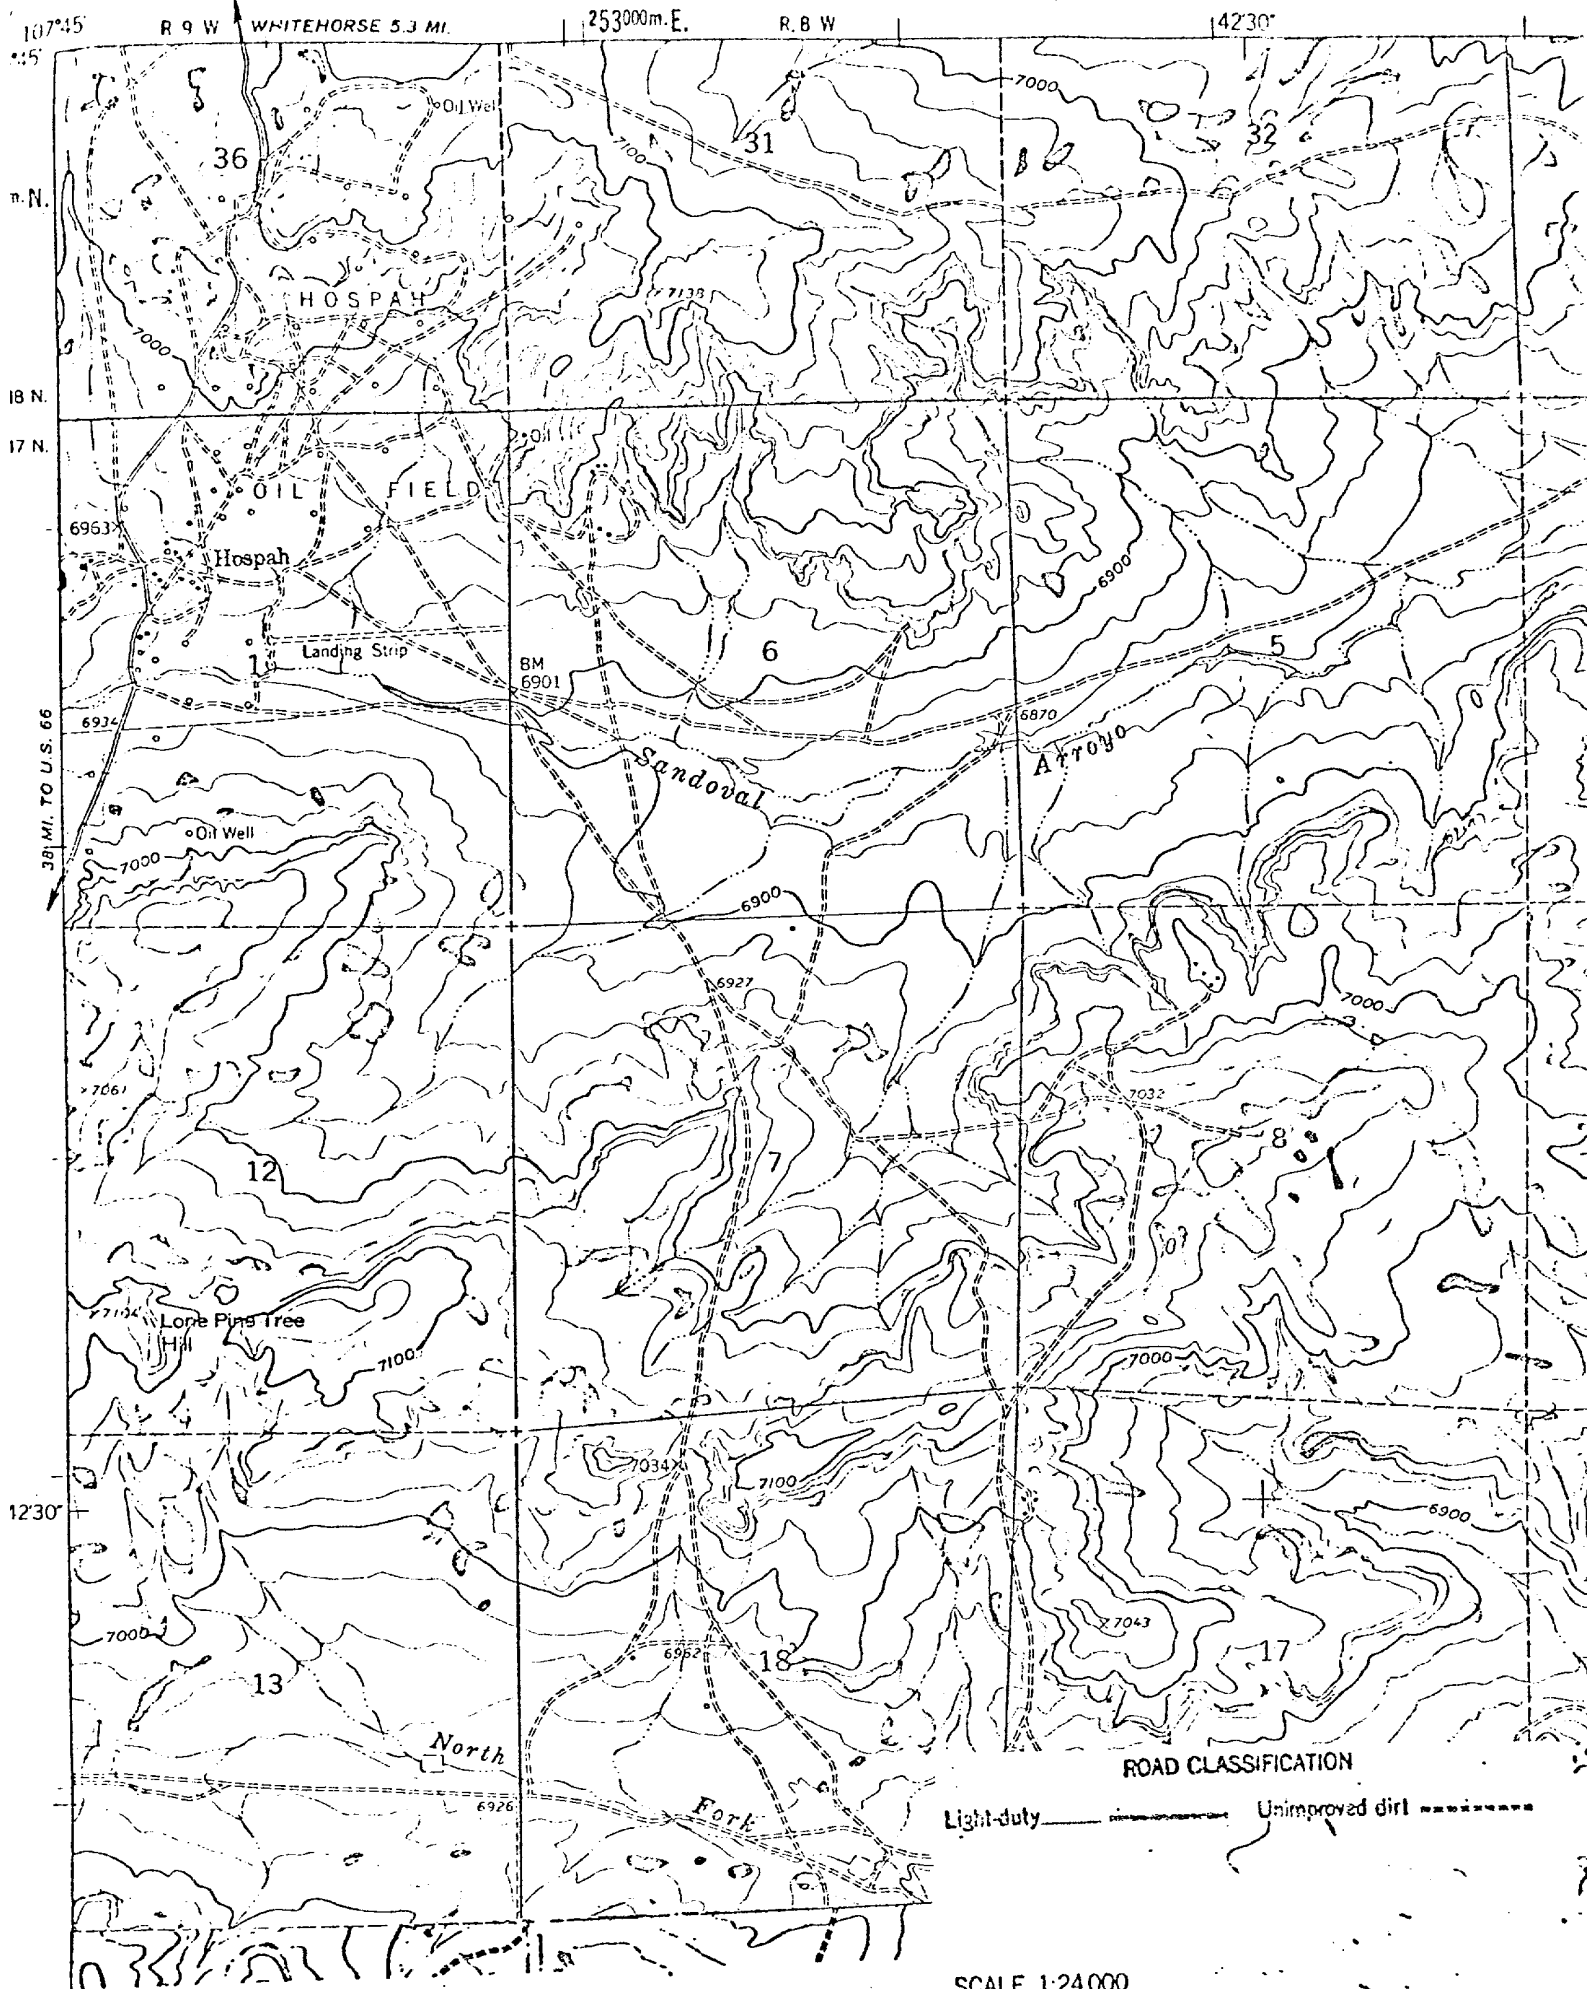 107°45' R 9 W WHITEHORSE 5.3 MI. 253000m.E. R. 8 W 42'30"
7000
Oil Well
36 31 32
7100
N.
HOSPAH
7138
7000
18 N.
17 N.
Oil
OIL FIELD
6963
Hospah
6900
Landing Strip
1 6 5
BM
6901
6934
6870
Sandoval Arroyo
38 MI. TO U.S. 66
Oil Well
7000
6900
6927
7000
7061
7032
8
12 7
Lone Pine Tree
Hill
7100
7000
7034
7100
12'30"
6900
7043
7000
6962
18 17
13
North
ROAD CLASSIFICATION
6926
Fork
Light-duty Unimproved dirt
SCALE 1:24000